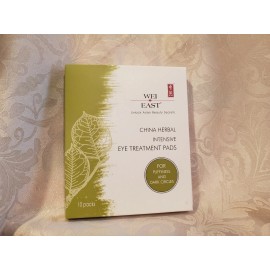 WEI
EAST
CHINA HERBAL
INTENSIVE
EYE TREATMENT PADS
FOR
PUFFINESS
AND
DARK CIRCLES